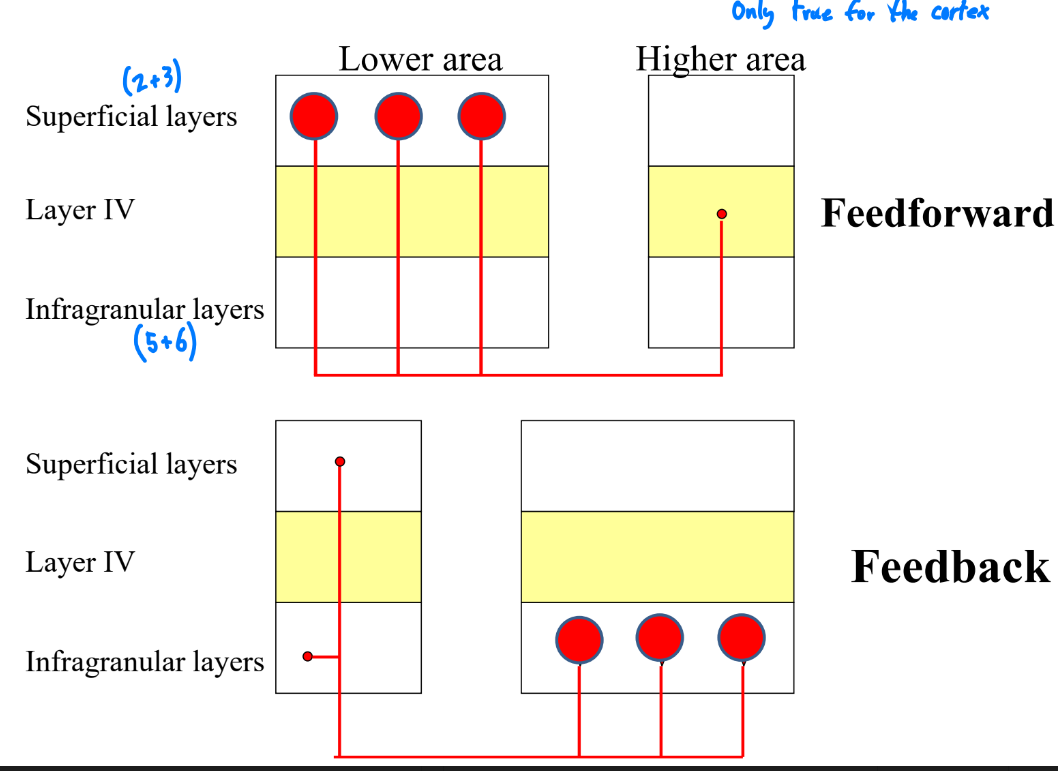 Only true for the cortex
Lower area
Higher area
(2+3)
Superficial layers
Layer IV
Feedforward
Infragranular layers
(5+6)
Superficial layers
Layer IV
Feedback
Infragranular layers